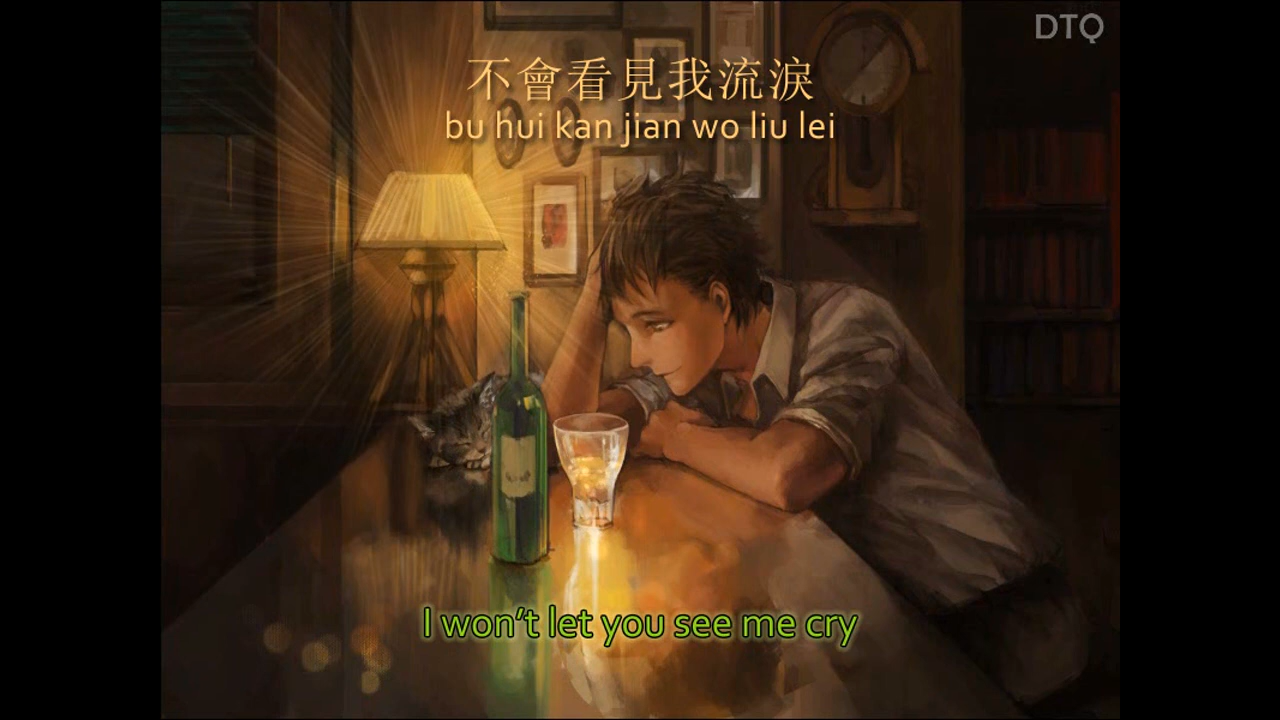 DTQ
不會看見我流淚
bu hui kan jian wo liu lei
I won't let you see me cry